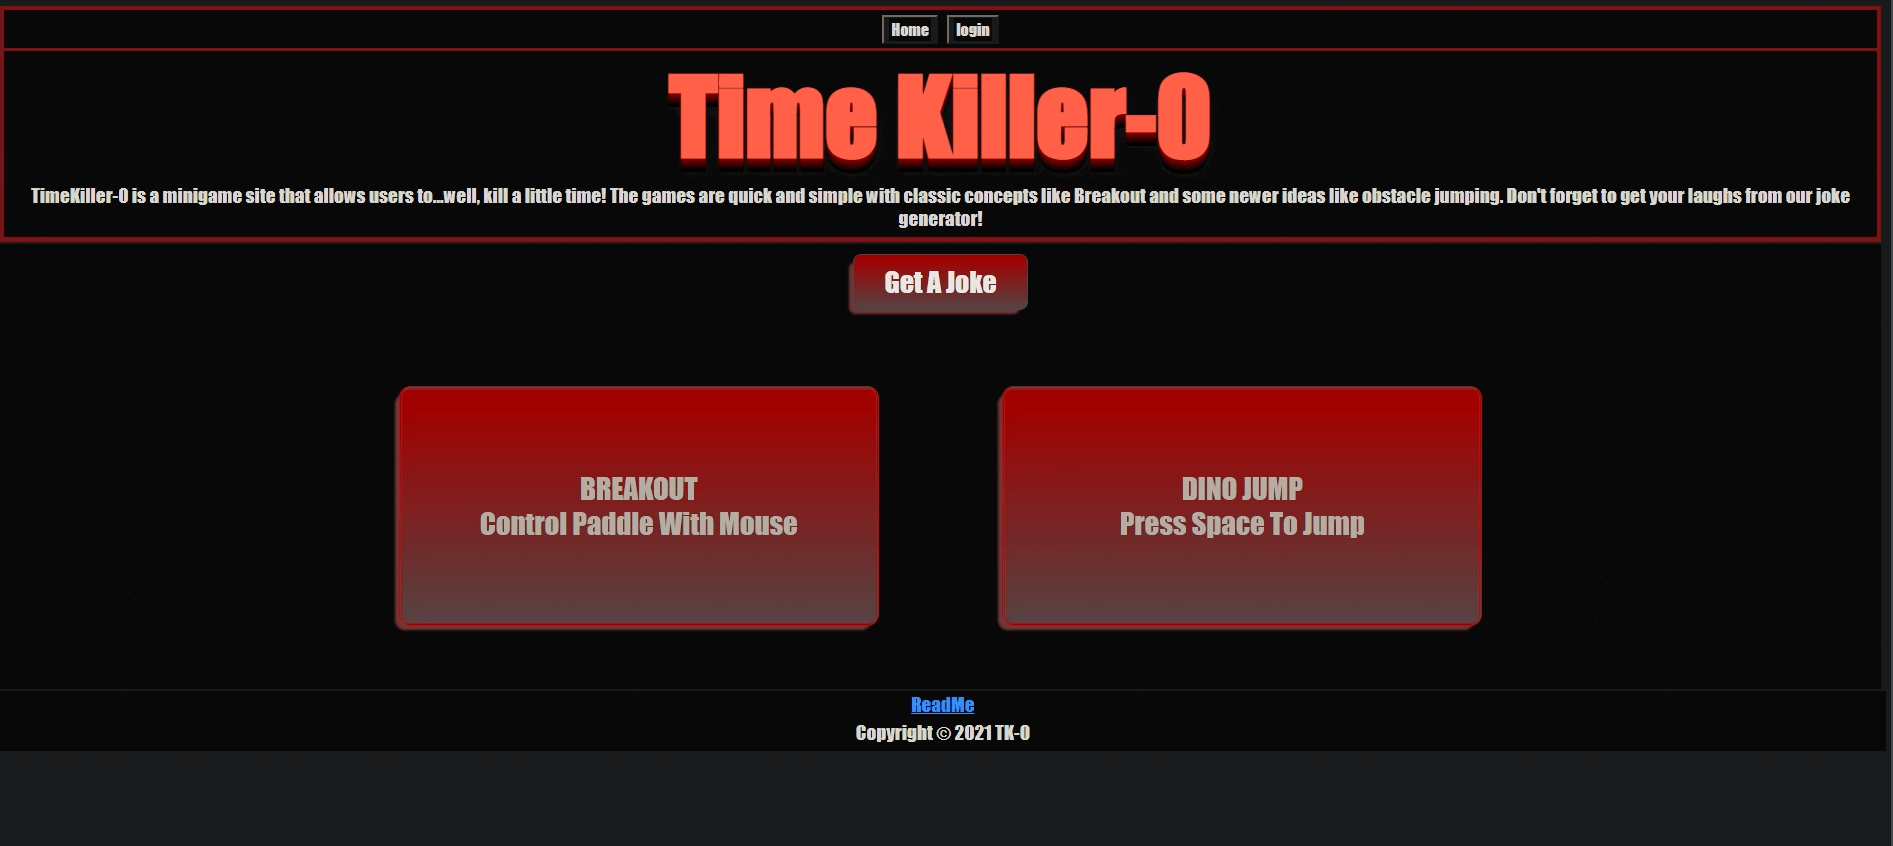 Home login
Time Killer-O
TimeKiller-O is a minigame site that allows users to...well, kill a little time! The games are quick and simple with classic concepts like Breakout and some newer ideas like obstacle jumping. Don't forget to get your laughs from our joke
generator!
Get A Joke
BREAKOUT
Control Paddle With Mouse
DINO JUMP
Press Space To Jump
ReadMe
Copyright © 2021 TK-O